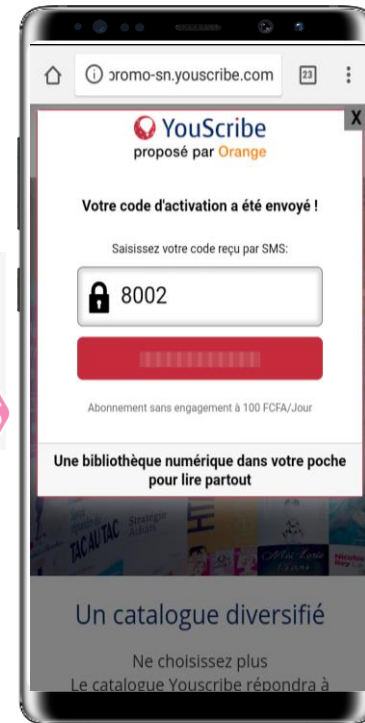 promo-sn.youscribe.com
23
X
YouScribe
proposé par Orange
Votre code d'activation a été envoyé !
Saisissez votre code reçu par SMS:
8002
Abonnement sans engagement à 100 FCFA/Jour
Une bibliothèque numérique dans votre poche
pour lire partout
Stratégie
TAC AU TAC
Un catalogue diversifié
Ne choisissez plus
Le catalogue Youscribe répondra à